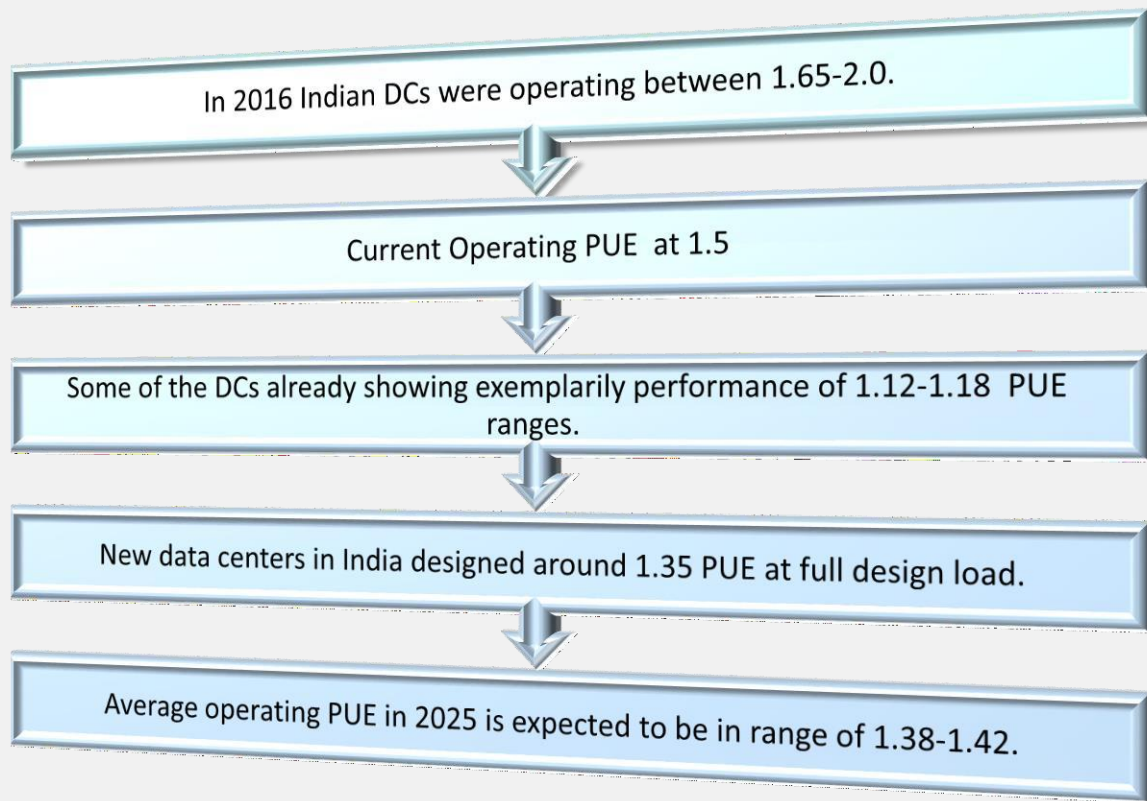 In 2016 Indian DCs were operating between 1.65-2.0.
Current Operating PUE at 1.5
Some of the DCs already showing exemplarily performance of 1.12-1.18 PUE
ranges.
New data centers in India designed around 1.35 PUE at full design load.
Average operating PUE in 2025 is expected to be in range of 1.38-1.42.